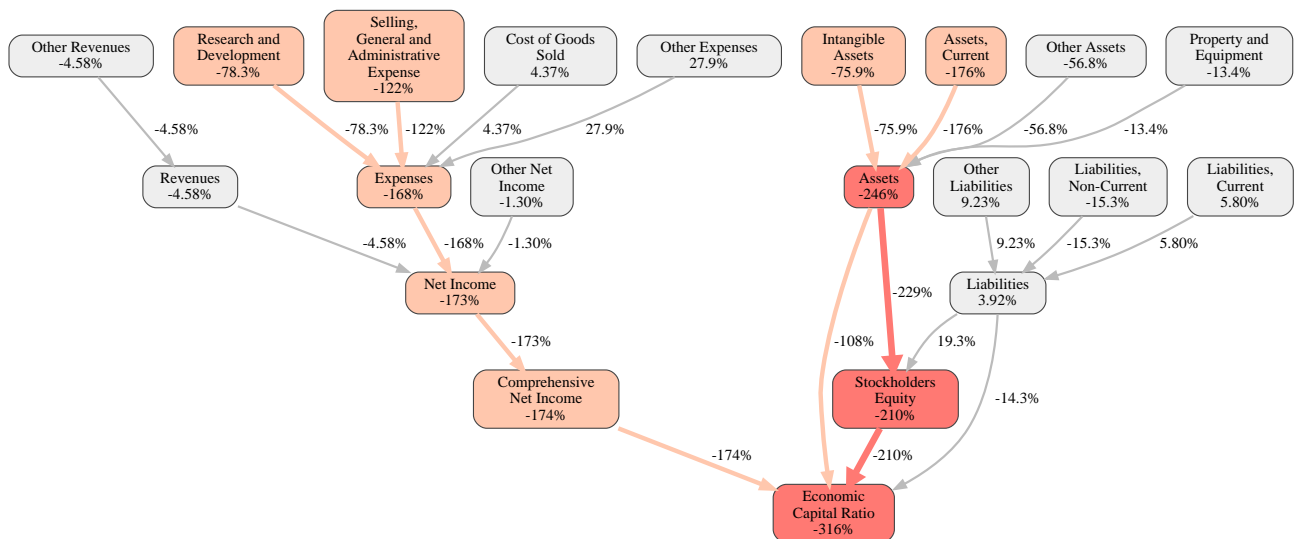 Other Revenues
-4.58%
Research and
Development
-78.3%
Selling,
General and
Administrative
Expense
-122%
Cost of Goods
Sold
4.37%
Other Expenses
27.9%
Intangible
Assets
-75.9%
Assets,
Current
-176%
Other Assets
-56.8%
Property and
Equipment
-13.4%
-4.58%
-78.3%
-122%
4.37%
27.9%
-75.9%
-176%
-56.8%
-13.4%
Revenues
-4.58%
Expenses
-168%
Other Net
Income
-1.30%
Assets
-246%
Other
Liabilities
9.23%
Liabilities,
Non-Current
-15.3%
Liabilities,
Current
5.80%
-4.58%
-168%
-1.30%
9.23%
-15.3%
5.80%
Net Income
-173%
-229%
Liabilities
3.92%
-173%
-108%
19.3%
Comprehensive
Net Income
-174%
Stockholders
Equity
-210%
-14.3%
-174%
-210%
Economic
Capital Ratio
-316%